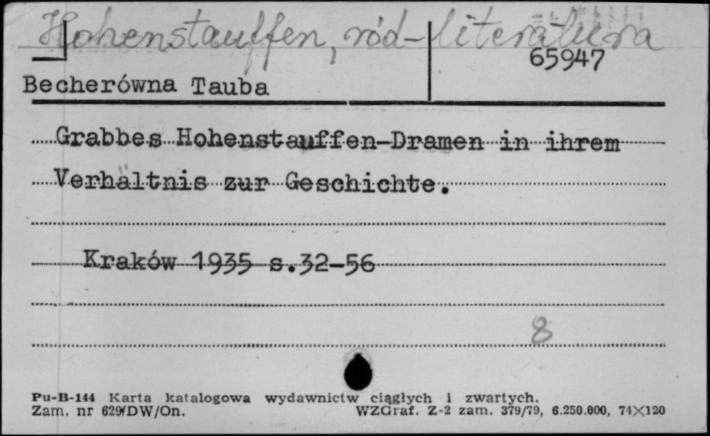 Hohenstauffen, ród-literatura
65947
Becherówna Tauba
Grabbes Hohenstauffen-Dramen in ihrem
Verhältnis zur Geschichte.
Kraków 1935 s.32-56
8
Pu-B-144 Karta katalogowa wydawnictw ciągłych i zwartych.
Zam. nr 629/DW/On. WZGraf. Z-2 zam. 379/79, 6.250.000, 74×120